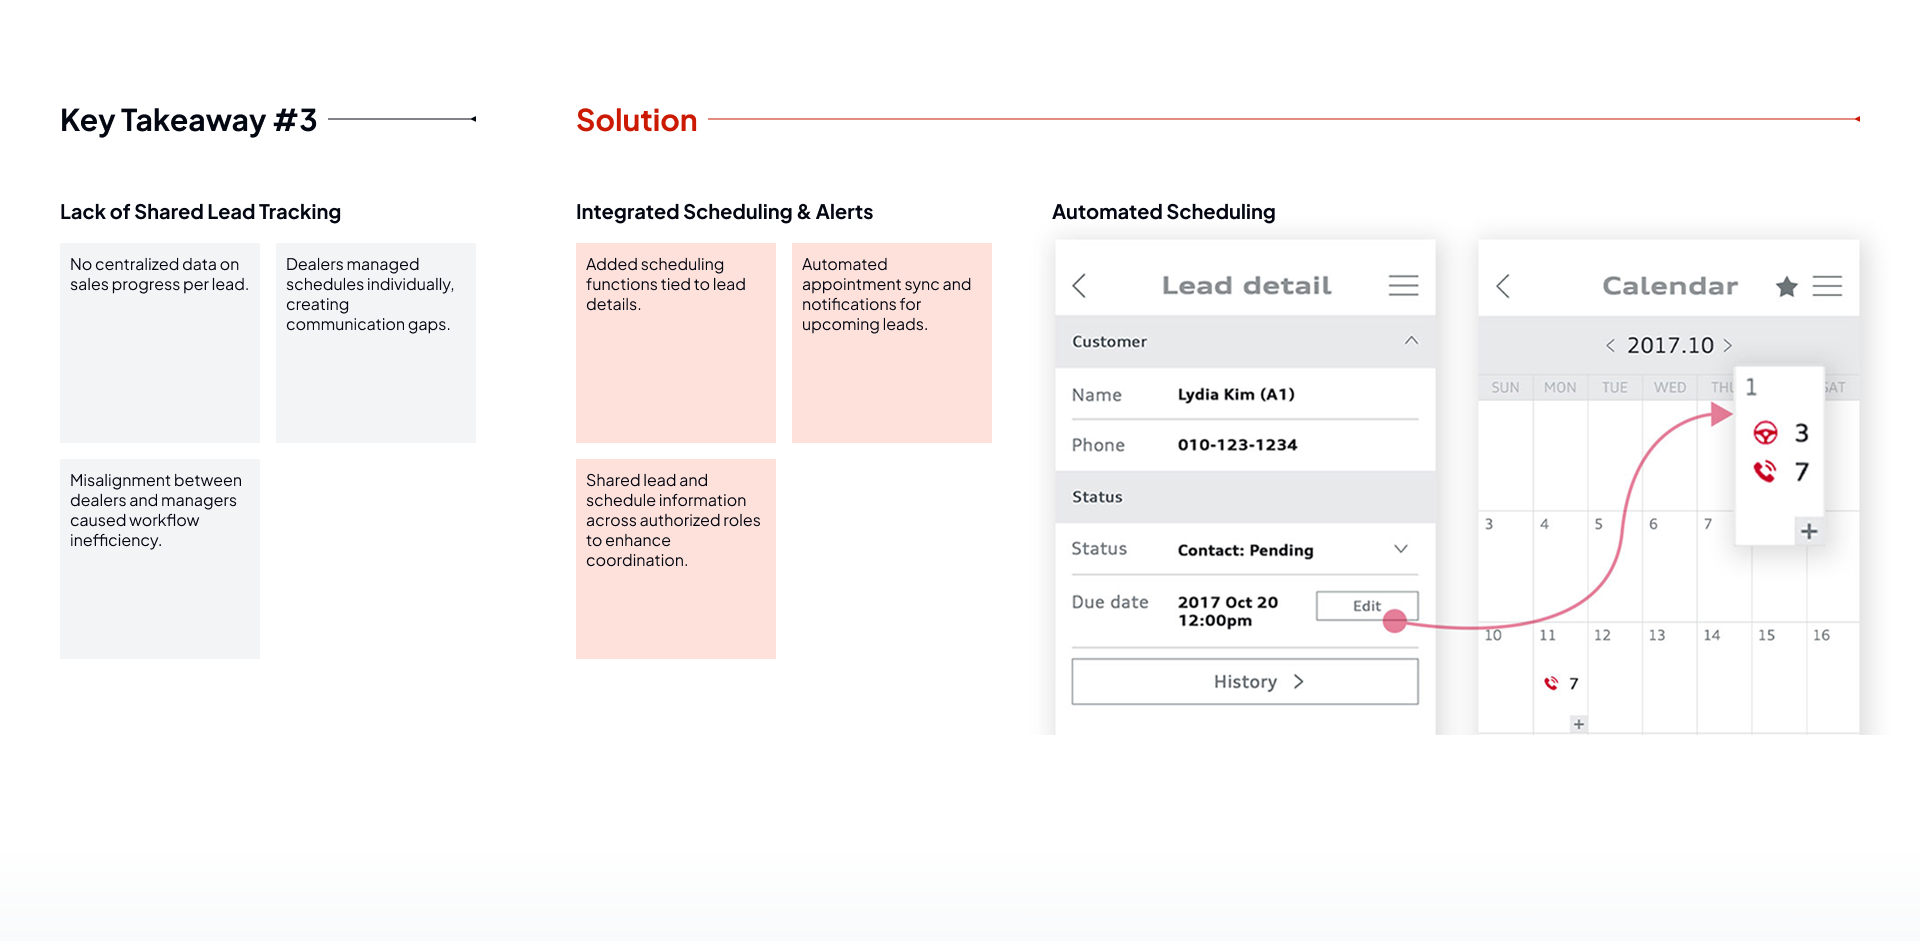 Key Takeaway #3
Solution
Lack of Shared Lead Tracking
No centralized data on
sales progress per lead.
Dealers managed
schedules individually,
creating
communication gaps.
Misalignment between
dealers and managers
caused workflow
inefficiency.
Integrated Scheduling & Alerts
Added scheduling
functions tied to lead
details.
Automated
appointment sync and
notifications for
upcoming leads.
Shared lead and
schedule information
across authorized roles
to enhance
coordination.
Automated Scheduling
Lead detail
Customer
Name Lydia Kim (A1)
Phone 010-123-1234
Status
Status Contact: Pending
Due date 2017 Oct 20
12:00pm
Edit
History >
Calendar
< 2017.10 >
SUN MON TUE WED THU SAT
1
3
7
+
3 4 5 6 7
10 11 12 13 14 15 16
7
+